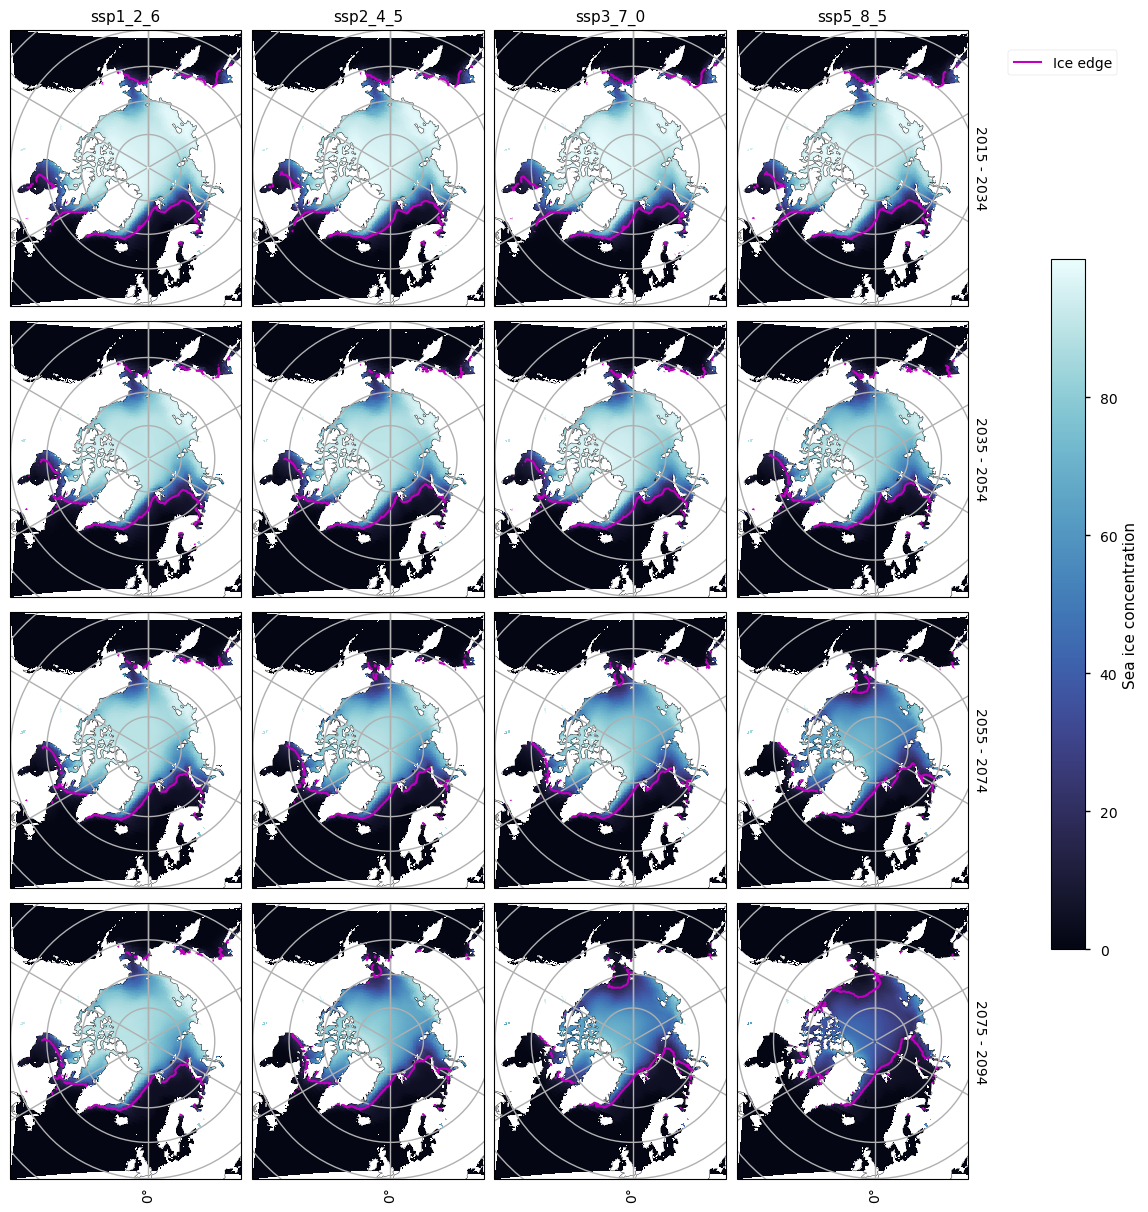 ssp1_2_6 ssp2_4_5 ssp3_7_0 ssp5_8_5
Ice edge
2015 - 2034
2035 - 2054
2055 - 2074
2075 - 2094
80
60
40
20
0
Sea ice concentration
0° 0° 0° 0°